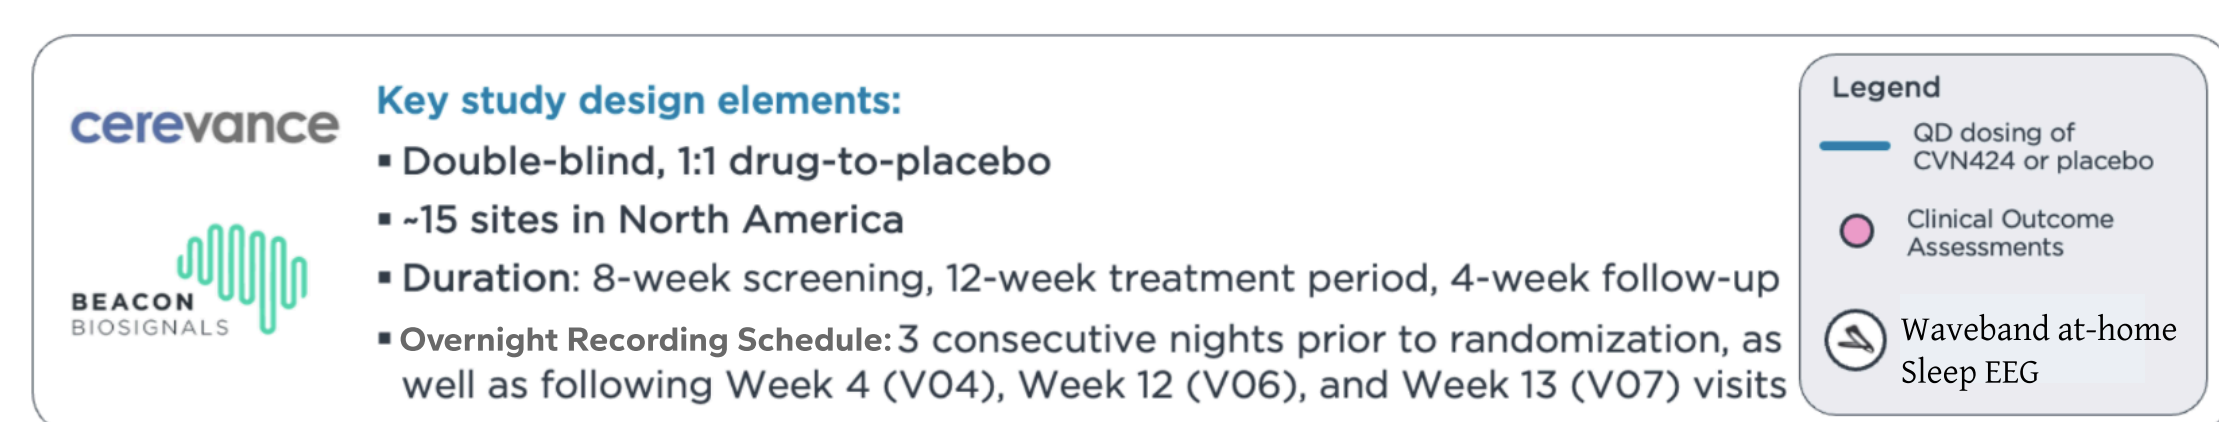 cerevance
BEACON
BIOSIGNALS
Key study design elements:
▪ Double-blind, 1:1 drug-to-placebo
▪ ~15 sites in North America
▪ Duration: 8-week screening, 12-week treatment period, 4-week follow-up
▪ Overnight Recording Schedule: 3 consecutive nights prior to randomization, as
well as following Week 4 (V04), Week 12 (V06), and Week 13 (V07) visits
Legend
QD dosing of
CVN424 or placebo
Clinical Outcome
Assessments
Waveband at-home
Sleep EEG